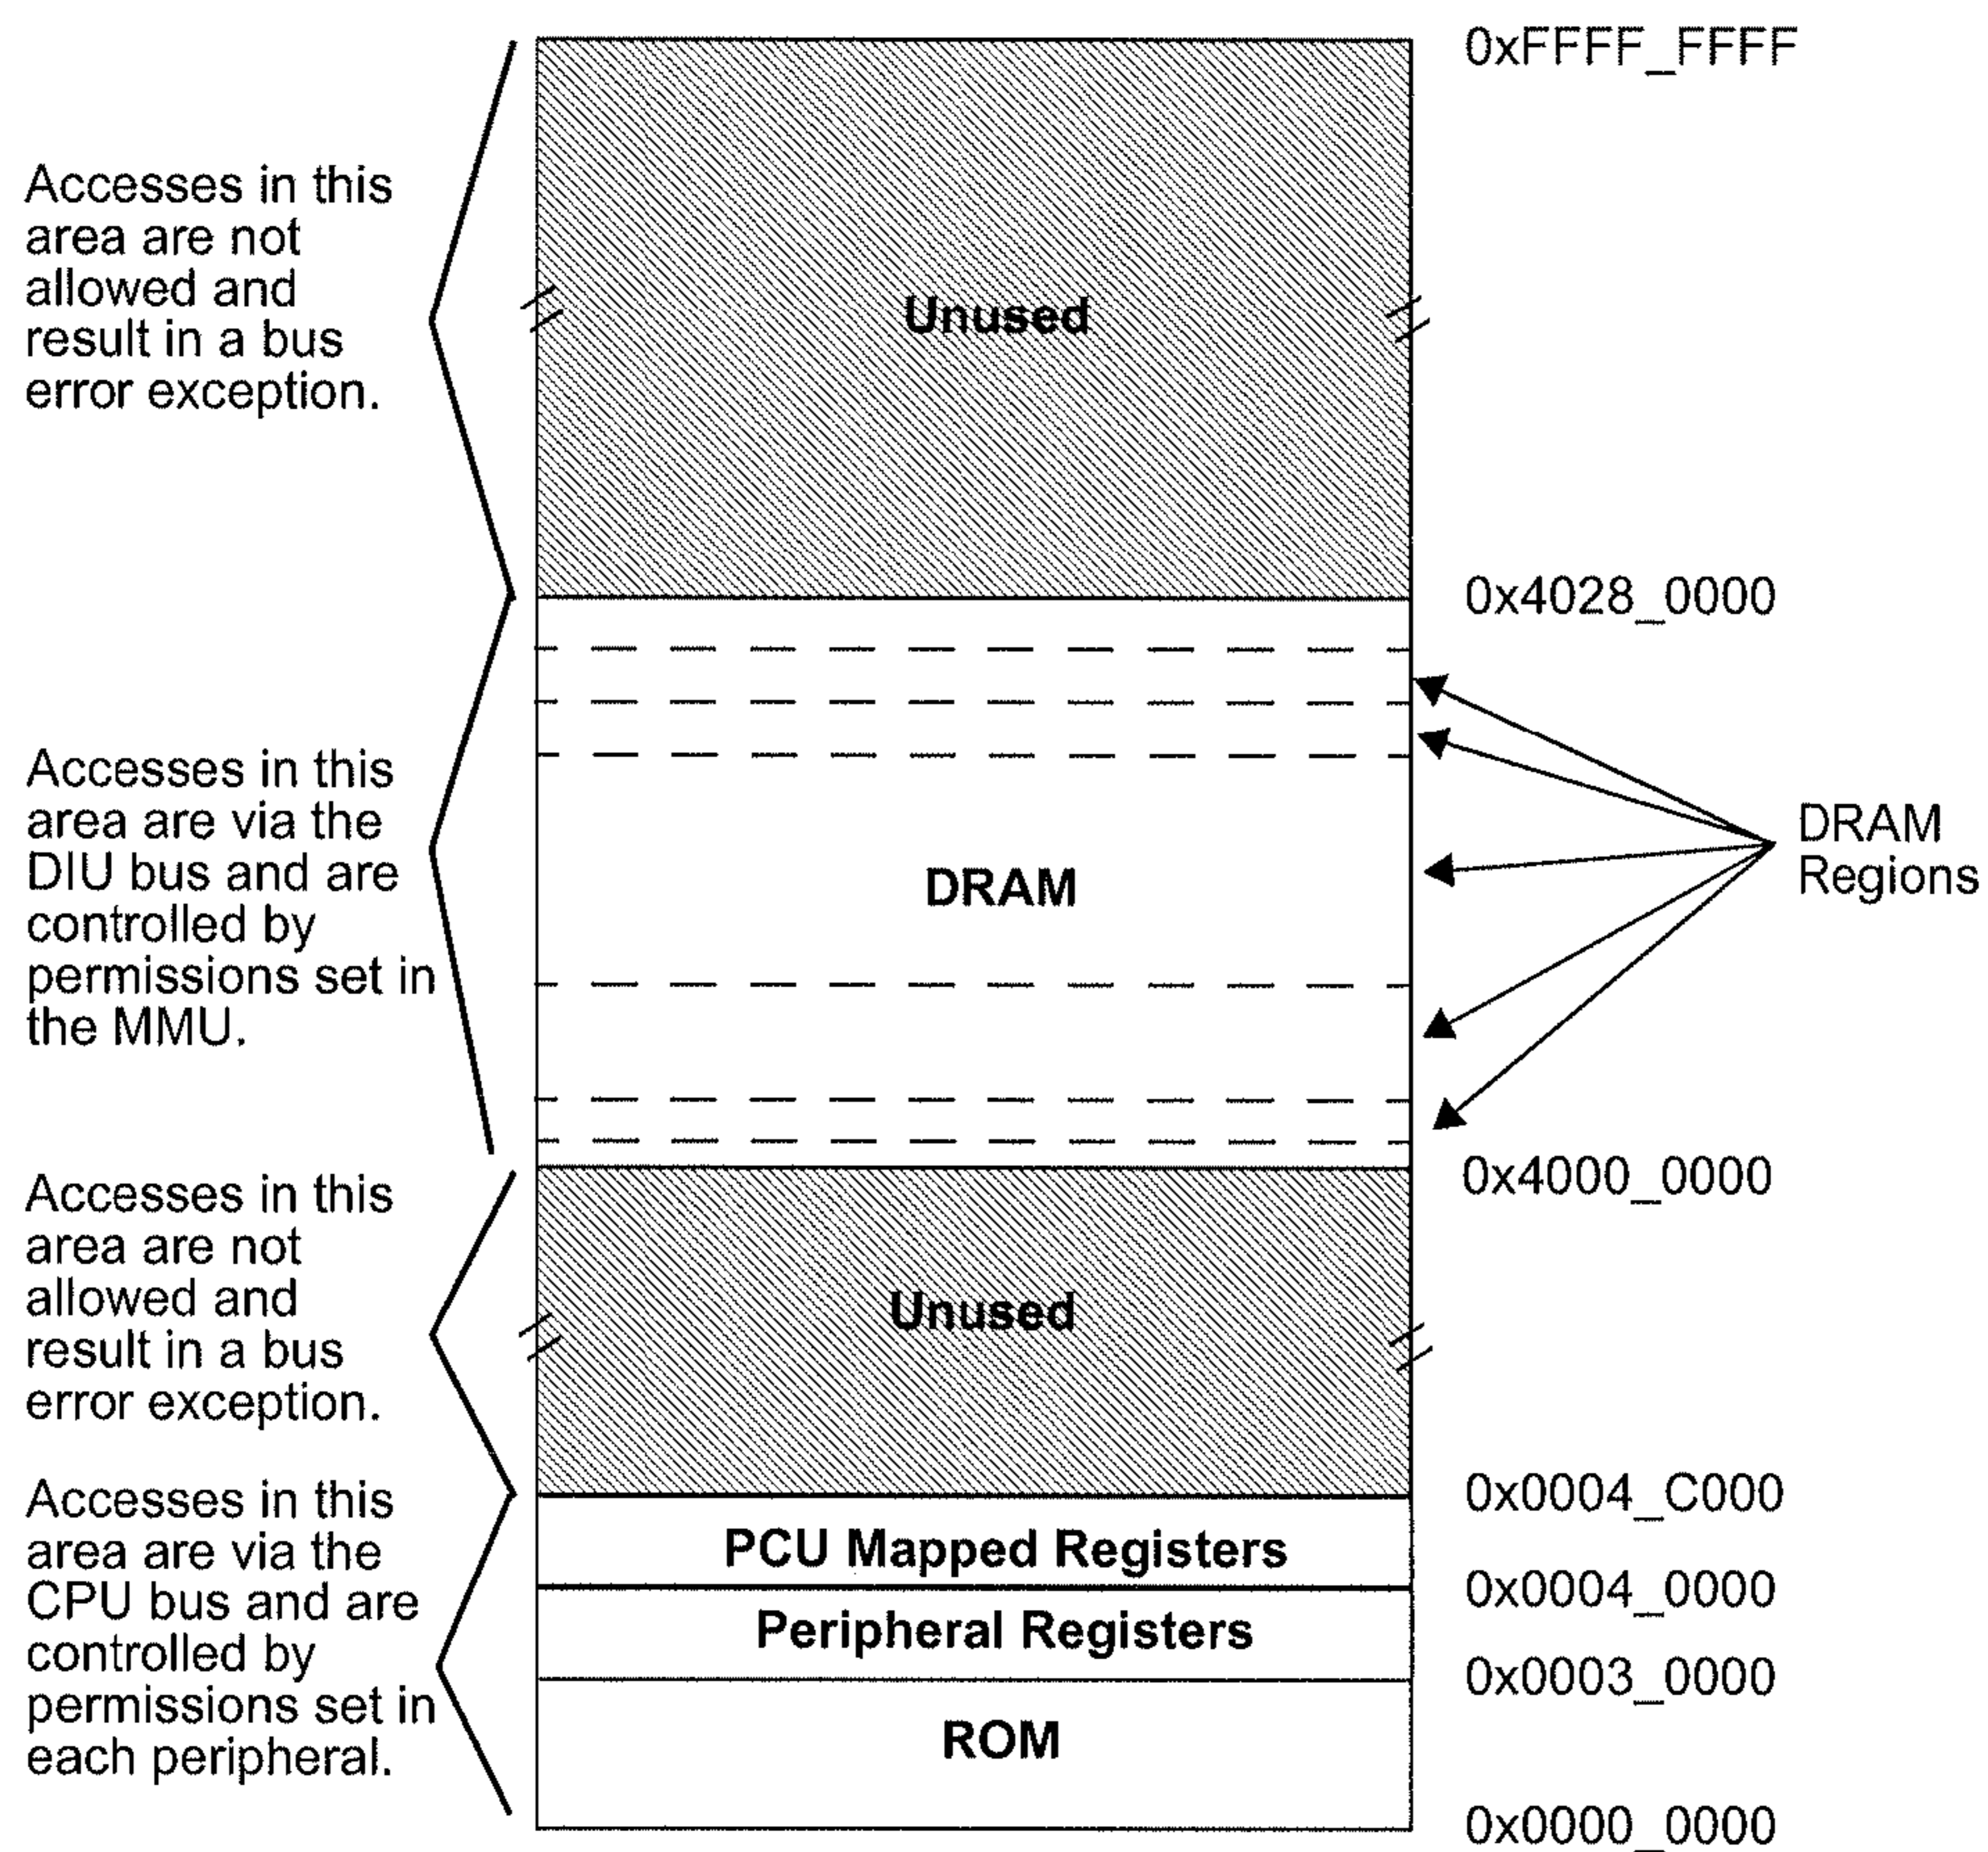 0xFFFF_FFFF
Accesses in this
area are not
allowed and
result in a bus
error exception.
Unused
0x4028_0000
Accesses in this
area are via the
DIU bus and are
controlled by
permissions set in
the MMU.
DRAM
DRAM
Regions
0x4000_0000
Accesses in this
area are not
allowed and
result in a bus
error exception.
Unused
0x0004_C000
Accesses in this
area are via the
CPU bus and are
controlled by
permissions set in
each peripheral.
PCU Mapped Registers
0x0004_0000
Peripheral Registers
0x0003_0000
ROM
0x0000_0000